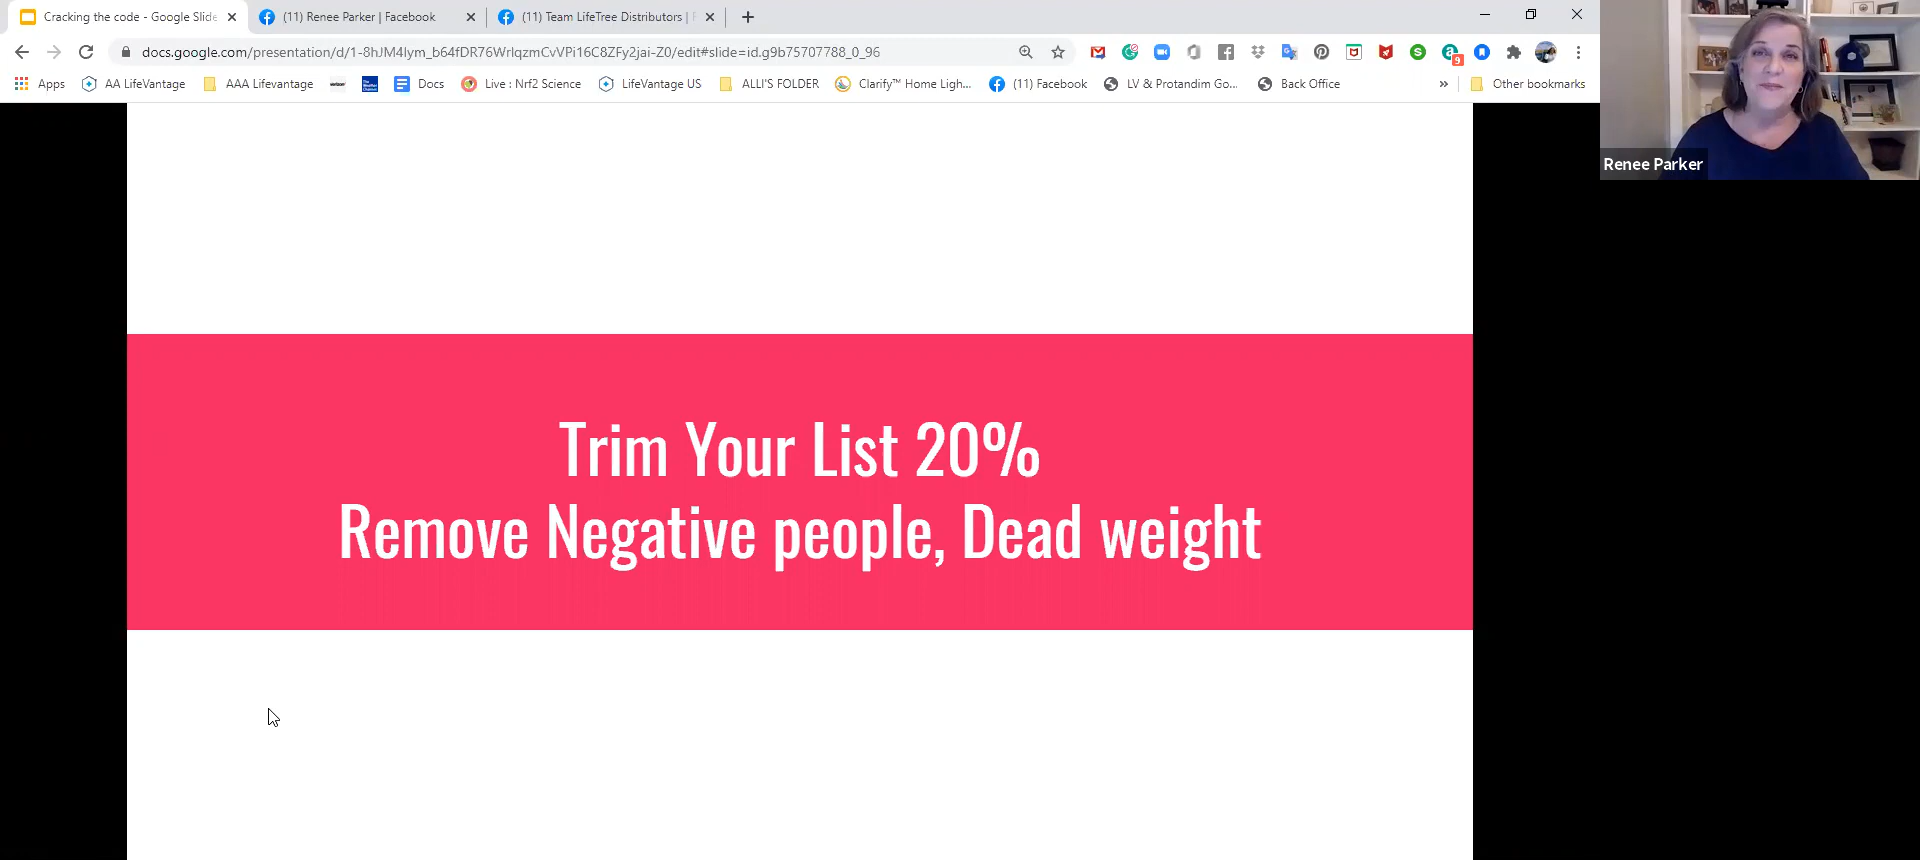 Cracking the code - Google Slide
(11) Renee Parker | Facebook
(11) Team LifeTree Distributors |
docs.google.com/presentation/d/1-8hJM4lym_b64fDR76WrlqzmCvVPi16C8ZFy2jai-Z0/edit#slide=id.g9b75707788_0_96
9
Apps
AA LifeVantage
AAA Lifevantage
Docs
Live : Nrf2 Science
LifeVantage US
ALLI'S FOLDER
Clarify™ Home Ligh...
(11) Facebook
LV & Protandim Go...
Back Office
»
Other bookmarks
Renee Parker
Trim Your List 20%
Remove Negative people, Dead weight